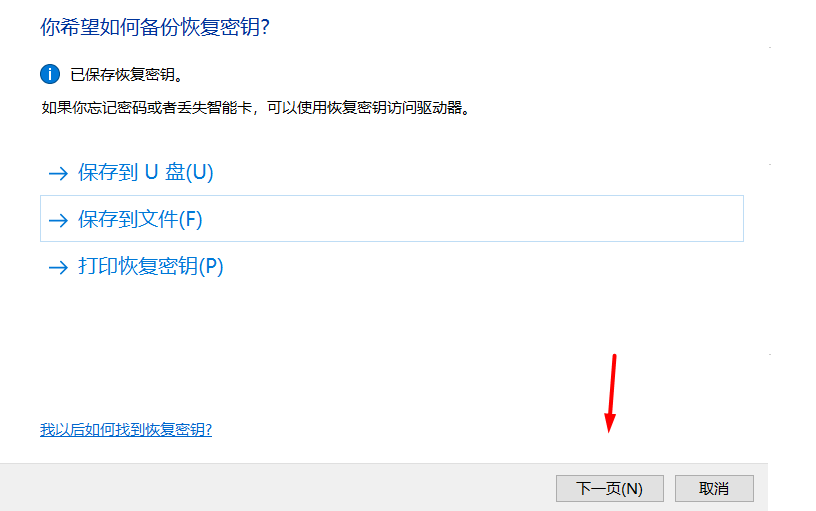 你希望如何备份恢复密钥?
已保存恢复密钥。
如果你忘记密码或者丢失智能卡，可以使用恢复密钥访问驱动器。
保存到 U 盘(U)
保存到文件(F)
打印恢复密钥(P)
我以后如何找到恢复密钥?
下一页(N)
取消